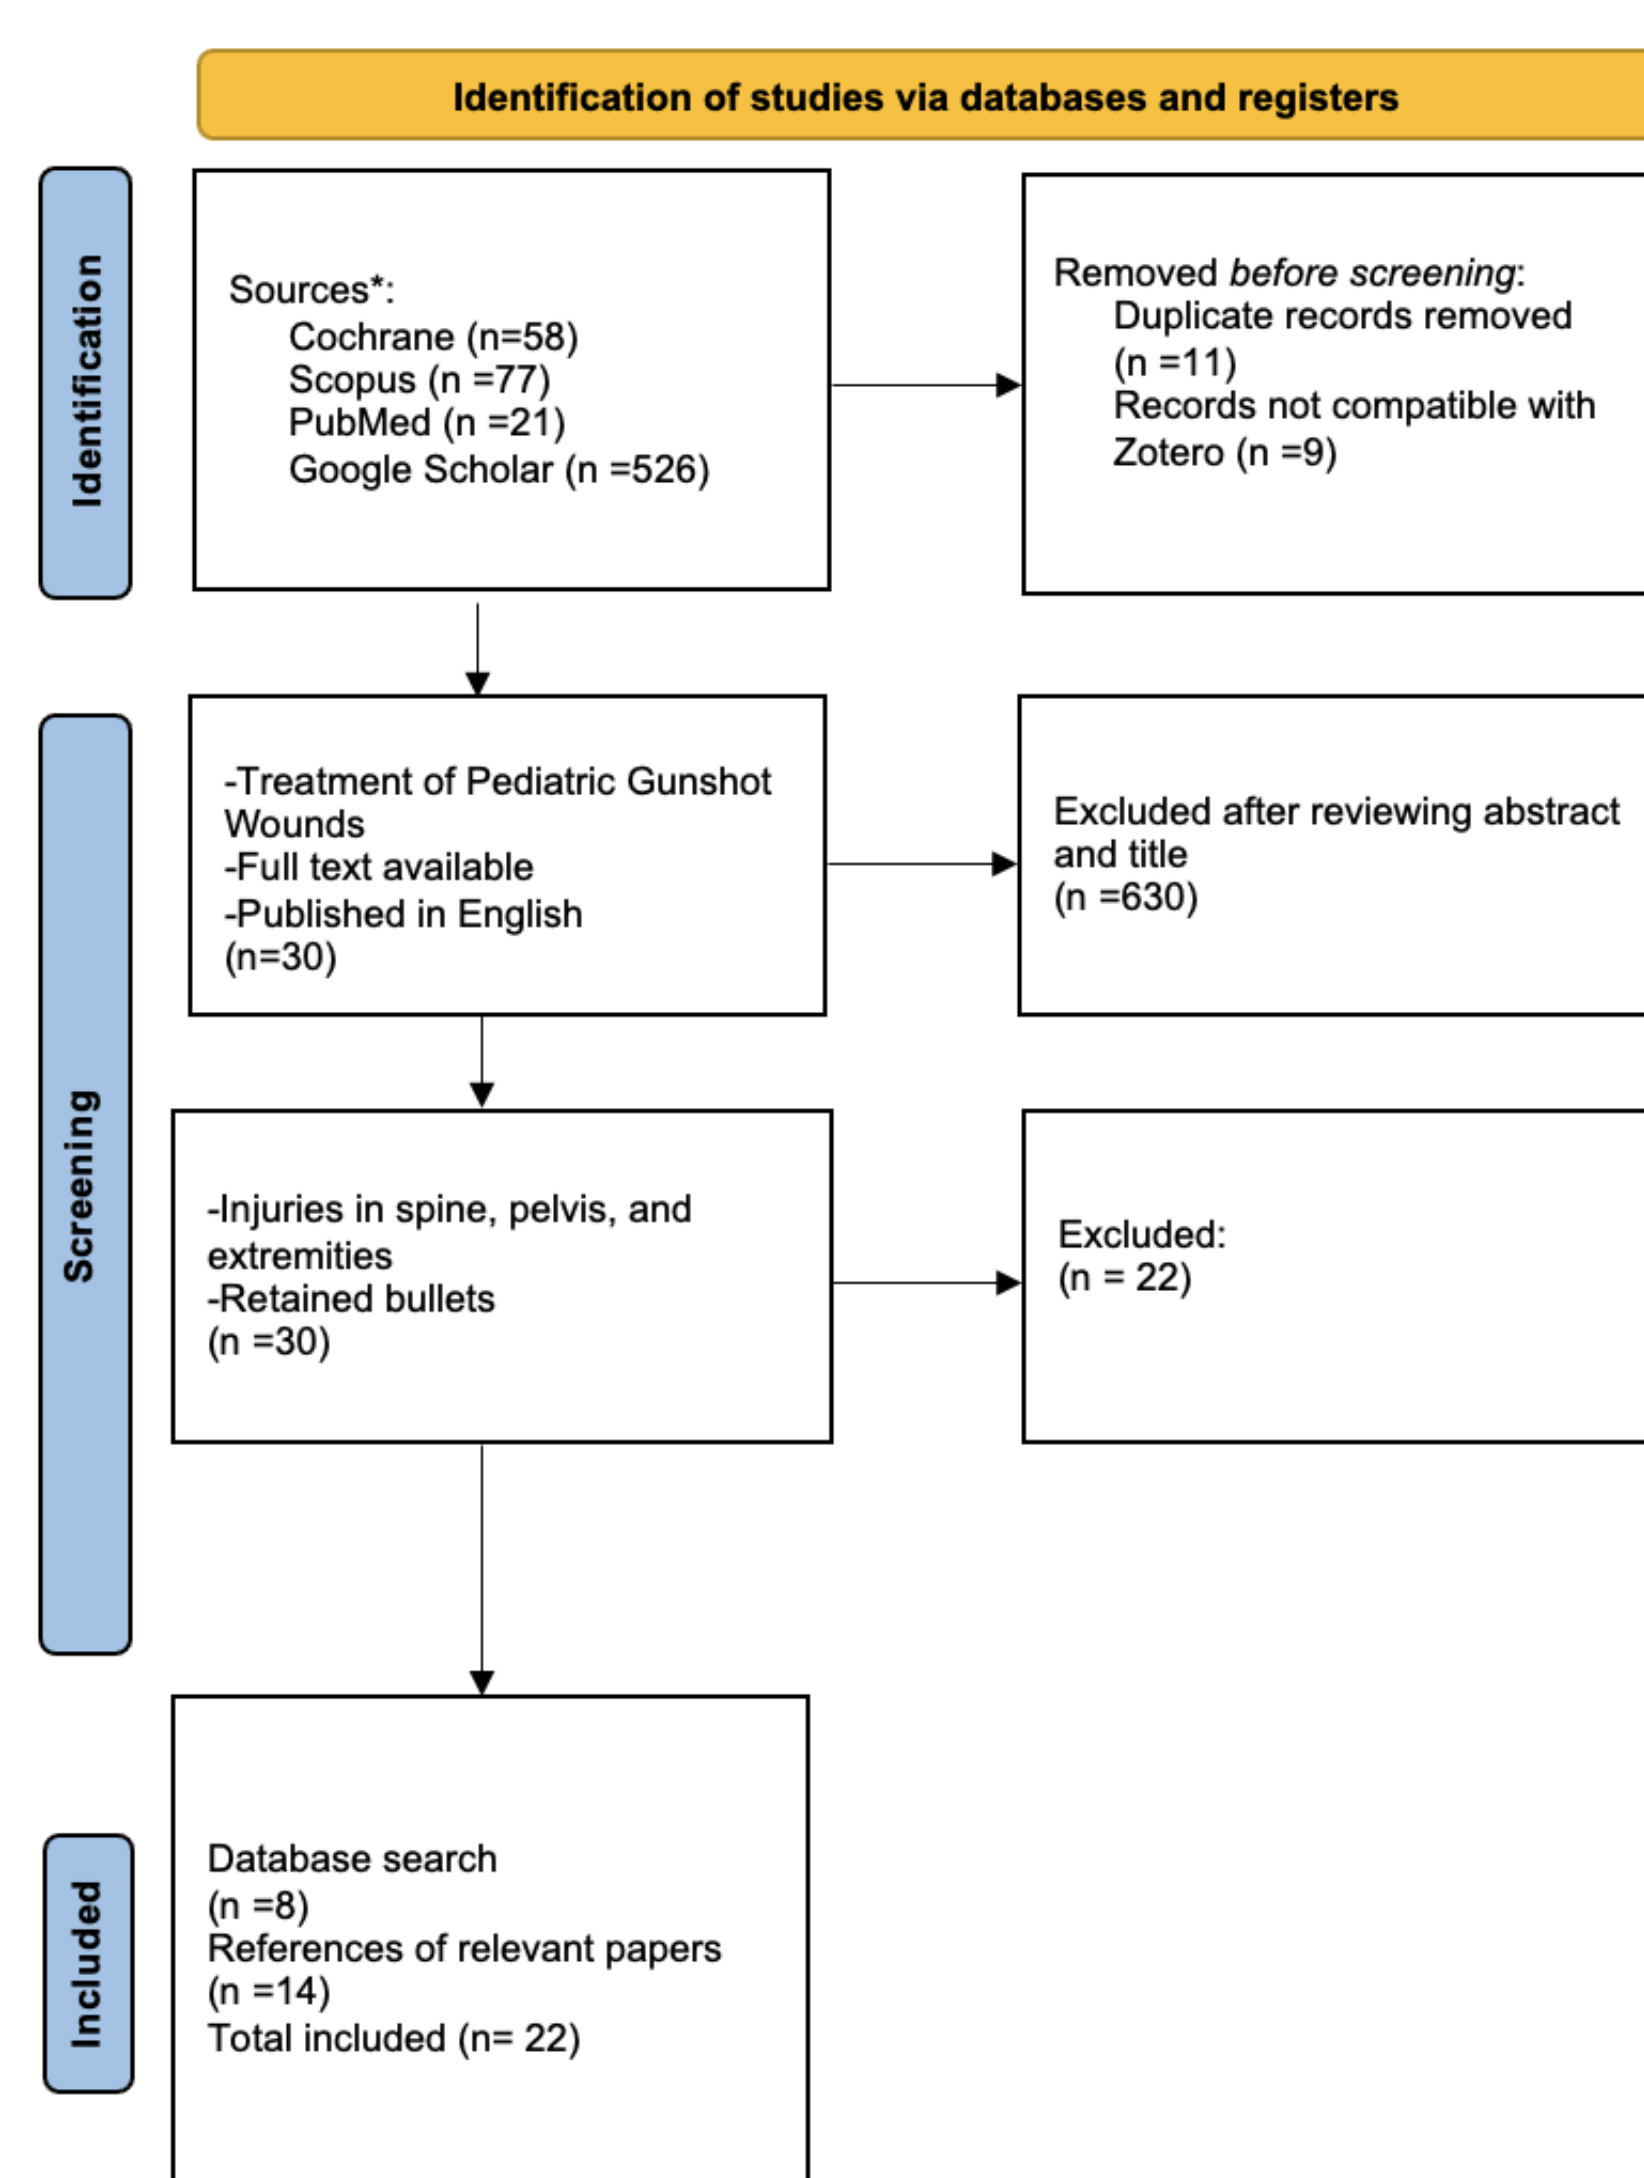 Identification of studies via databases and registers
Identification
Sources*:
Cochrane (n=58)
Scopus (n =77)
PubMed (n =21)
Google Scholar (n =526)
Removed before screening:
Duplicate records removed
(n =11)
Records not compatible with
Zotero (n =9)
Screening
-Treatment of Pediatric Gunshot
Wounds
-Full text available
-Published in English
(n=30)
Excluded after reviewing abstract
and title
(n =630)
-Injuries in spine, pelvis, and
extremities
-Retained bullets
(n =30)
Excluded:
(n = 22)
Included
Database search
(n =8)
References of relevant papers
(n =14)
Total included (n= 22)